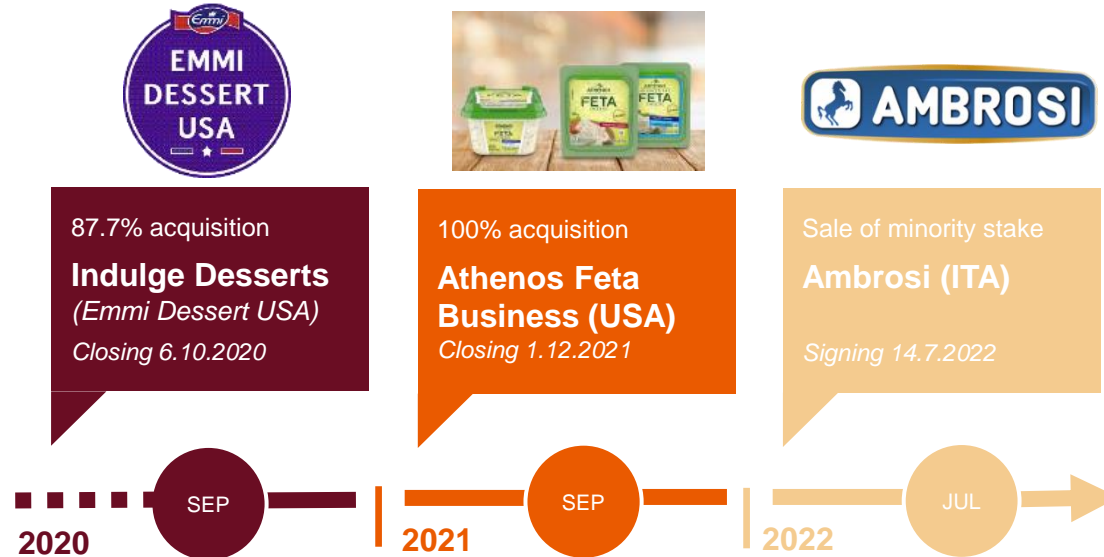 Emmi
EMMI
DESSERT
USA
FETA
FETA
FETA
AMBROSI
87.7% acquisition
Indulge Desserts
(Emmi Dessert USA)
Closing 6.10.2020
100% acquisition
Athenos Feta
Business (USA)
Closing 1.12.2021
Sale of minority stake
Ambrosi (ITA)
Signing 14.7.2022
SEP
SEP
JUL
2020
2021
2022